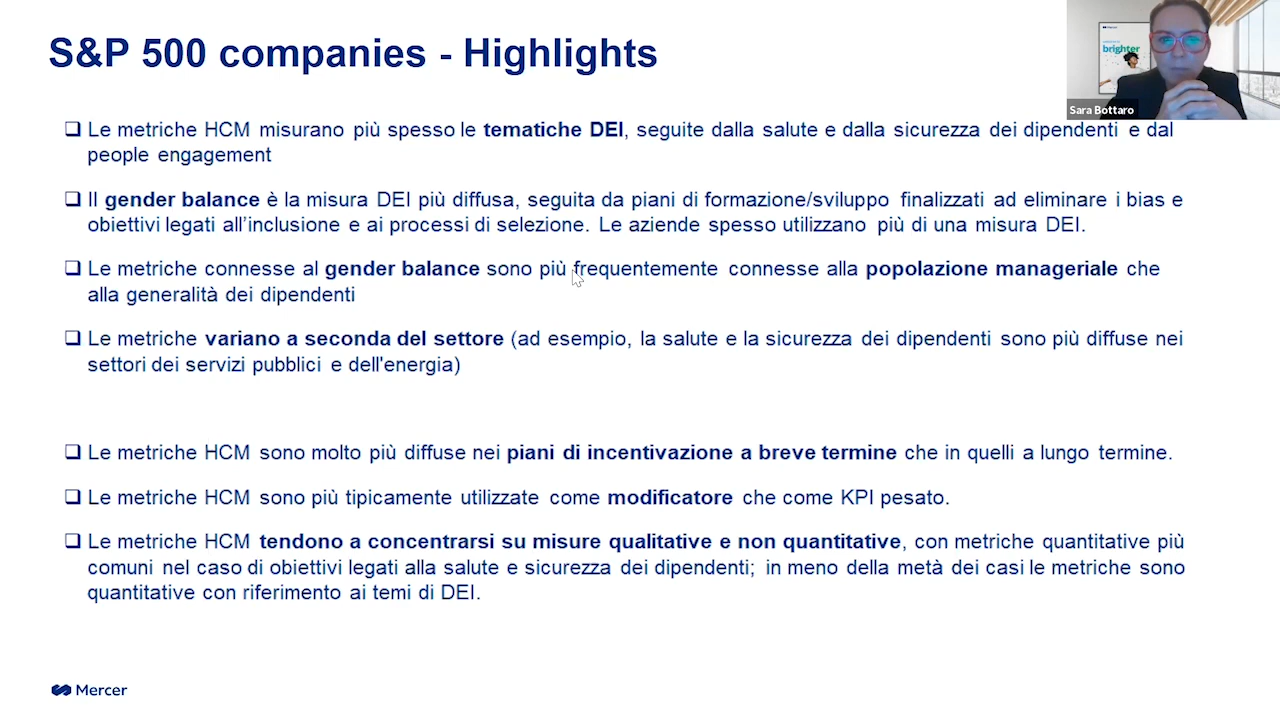 S&P 500 companies - Highlights
brighter
Sara Bottaro
Le metriche HCM misurano più spesso le tematiche DEI, seguite dalla salute e dalla sicurezza dei dipendenti e dal
people engagement
Il gender balance è la misura DEI più diffusa, seguita da piani di formazione/sviluppo finalizzati ad eliminare i bias e
obiettivi legati all’inclusione e ai processi di selezione. Le aziende spesso utilizzano più di una misura DEI.
Le metriche connesse al gender balance sono più frequentemente connesse alla popolazione manageriale che
alla generalità dei dipendenti
Le metriche variano a seconda del settore (ad esempio, la salute e la sicurezza dei dipendenti sono più diffuse nei
settori dei servizi pubblici e dell'energia)
Le metriche HCM sono molto più diffuse nei piani di incentivazione a breve termine che in quelli a lungo termine.
Le metriche HCM sono più tipicamente utilizzate come modificatore che come KPI pesato.
Le metriche HCM tendono a concentrarsi su misure qualitative e non quantitative, con metriche quantitative più
comuni nel caso di obiettivi legati alla salute e sicurezza dei dipendenti; in meno della metà dei casi le metriche sono
quantitative con riferimento ai temi di DEI.
Mercer